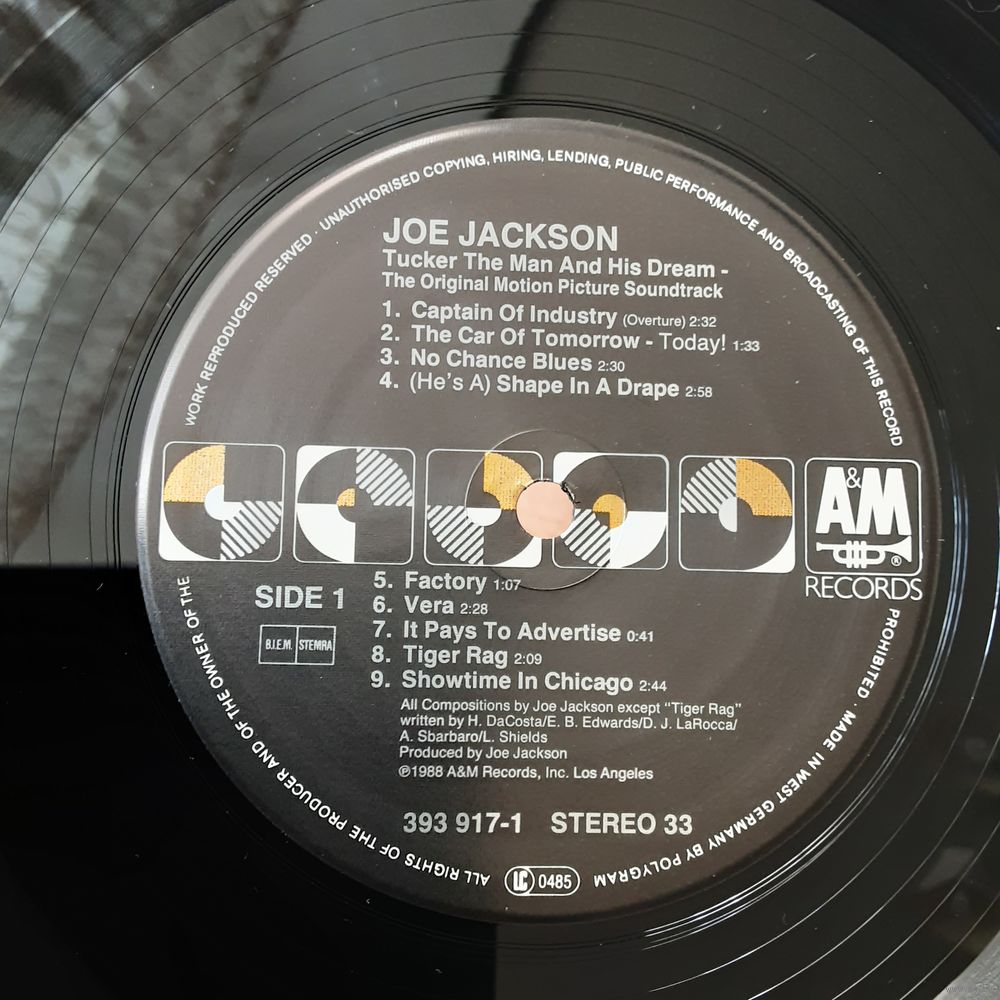 WORK REPRODUCED RESERVED · UNAUTHORISED COPYING, HIRING, LENDING, PUBLIC PERFORMANCE AND BROADCASTING OF THIS RECORD
JOE JACKSON
Tucker The Man And His Dream -
The Original Motion Picture Soundtrack
1. Captain Of Industry (Overture) 2:32
2. The Car Of Tomorrow - Today! 1:33
3. No Chance Blues 2:30
4. (He's A) Shape In A Drape 2:58
A&M
®
RECORDS
SIDE 1
B.I.E.M. STEMRA
5. Factory 1:07
6. Vera 2:28
7. It Pays To Advertise 0:41
8. Tiger Rag 2:09
9. Showtime In Chicago 2:44
All Compositions by Joe Jackson except "Tiger Rag"
written by H. DaCosta/E. B. Edwards/D. J. LaRocca/
A. Sbarbaro/L. Shields
Produced by Joe Jackson
℗1988 A&M Records, Inc. Los Angeles
393 917-1 STEREO 33
PROHIBITED · MADE IN WEST GERMANY BY POLYGRAM
LC 0485
ALL RIGHTS OF THE PRODUCER AND OF THE OWNER OF THE